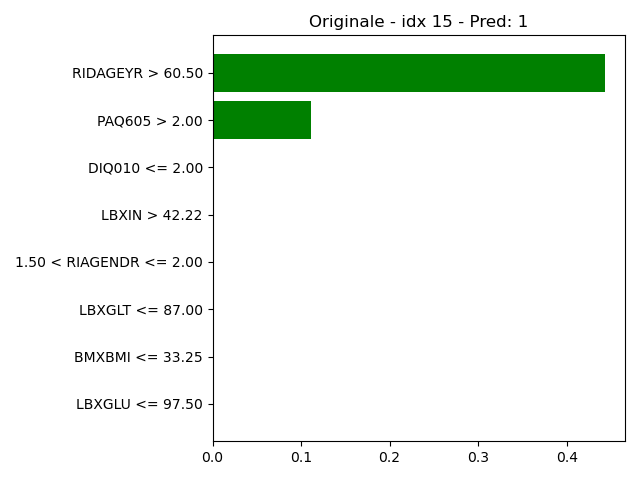 Originale - idx 15 - Pred: 1
RIDAGEYR > 60.50
PAQ605 > 2.00
DIQ010 <= 2.00
LBXIN > 42.22
1.50 < RIAGENDR <= 2.00
LBXGLT <= 87.00
BMXBMI <= 33.25
LBXGLU <= 97.50
0.0 0.1 0.2 0.3 0.4